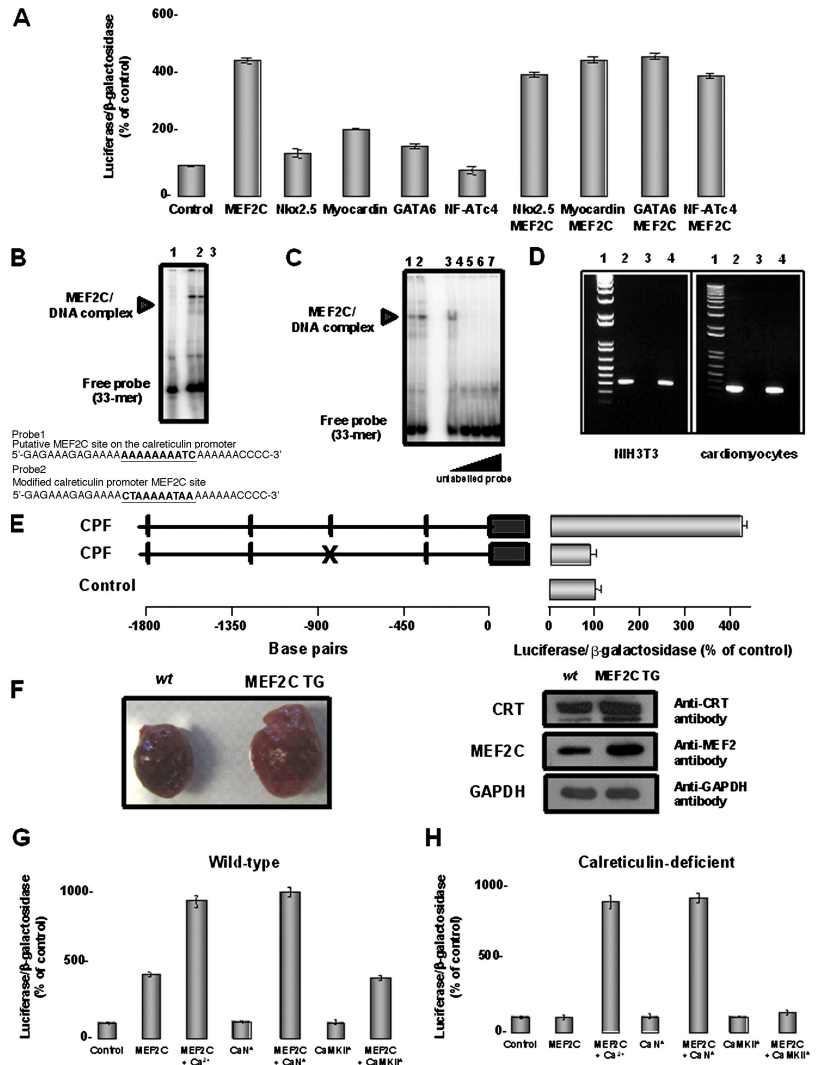 A
Luciferase/β-galactosidase
(% of control)
600-
400-
200-
0-
Control MEF2C Nkx2.5 Myocardin GATA6 NF-ATc4 Nkx2.5 Myocardin GATA6 NF-ATc4
MEF2C MEF2C MEF2C MEF2C
B
1 2 3
MEF2C/
DNA complex
Free probe
(33-mer)
Probe1
Putative MEF2C site on the calreticulin promoter
5'-GAGAAAGAGAAAAAAAAAAAATCAAAAAACCCC-3'
Probe2
Modified calreticulin promoter MEF2C site
5'-GAGAAAGAGAAAACTAAAAATAAAAAAAACCCC-3'
C
1 2 3 4 5 6 7
MEF2C/
DNA complex
Free probe
(33-mer)
unlabelled probe
D
1 2 3 4 1 2 3 4
NIH3T3 cardiomyocytes
E
CPF
CPF
X
Control
-1800 -1350 -900 -450 0
Base pairs
0 100 200 300 400
Luciferase/β-galactosidase (% of control)
F
wt MEF2C TG
wt MEF2C TG
CRT Anti-CRT
antibody
MEF2C Anti-MEF2
antibody
GAPDH Anti-GAPDH
antibody
G
Wild-type
Luciferase/β-galactosidase
(% of control)
1000-
500-
0-
Control MEF2C MEF2C CaN▲ MEF2C CaMKII▲ MEF2C
+ Ca²⁺ + CaN▲ + CaMKII▲
H
Calreticulin-deficient
Luciferase/β-galactosidase
(% of control)
1000-
500-
0-
Control MEF2C MEF2C CaN▲ MEF2C CaMKII▲ MEF2C
+ Ca²⁺ + CaN▲ + CaMKII▲